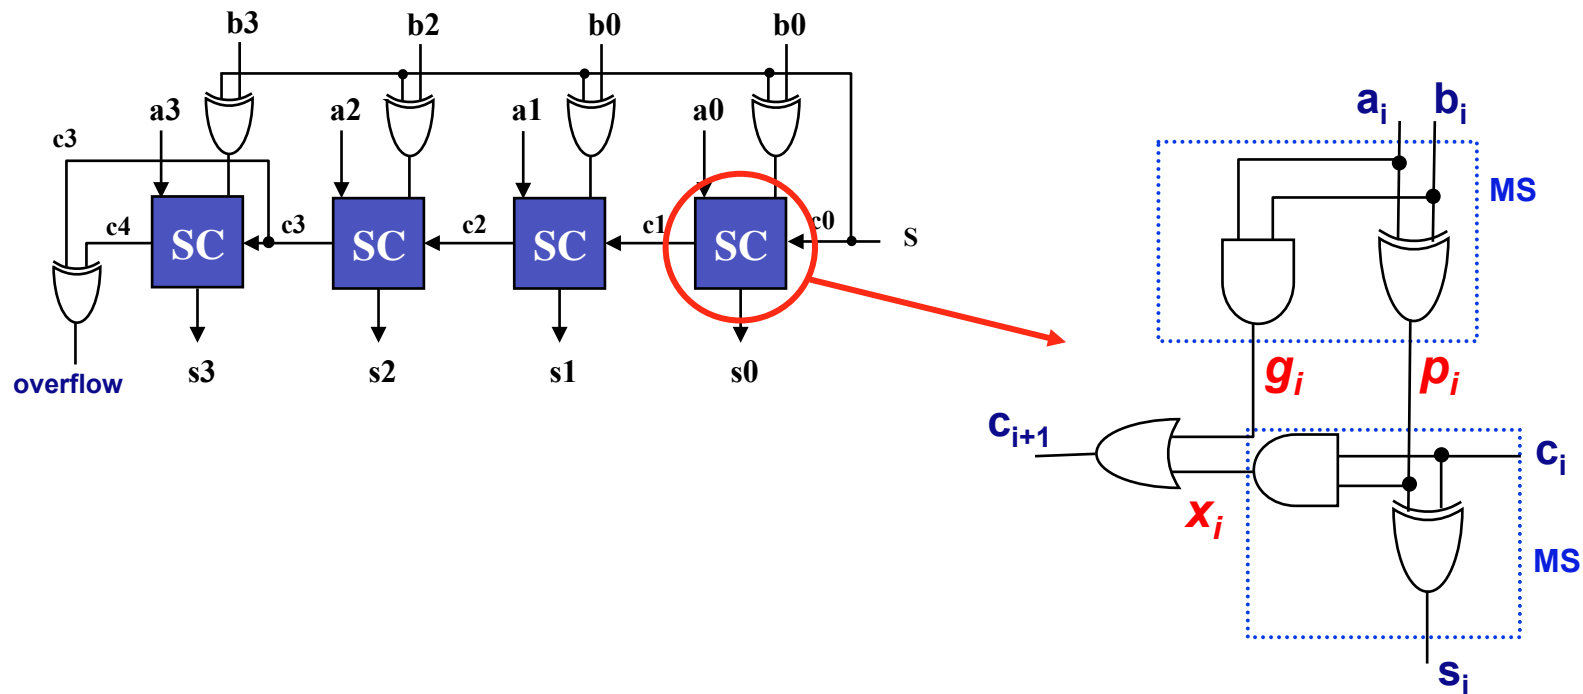 b3 b2 b0 b0
a3 a2 a1 a0
c3
c4 c3 c2 c1 c0 S
SC SC SC SC
s3 s2 s1 s0
overflow
ai bi
MS
gi pi
ci+1 ci
xi
MS
si